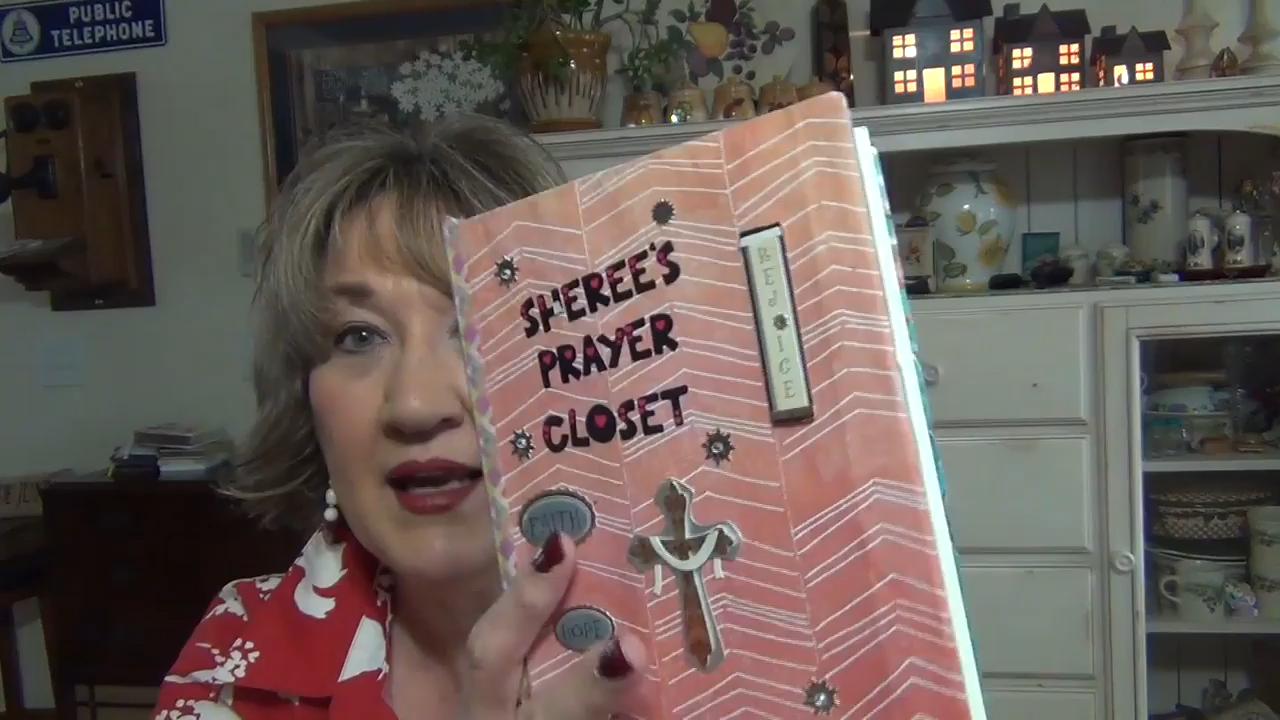 PUBLIC
TELEPHONE
SHEREE'S
PRAYER
CLOSET
REJOICE
FAITH
HOPE